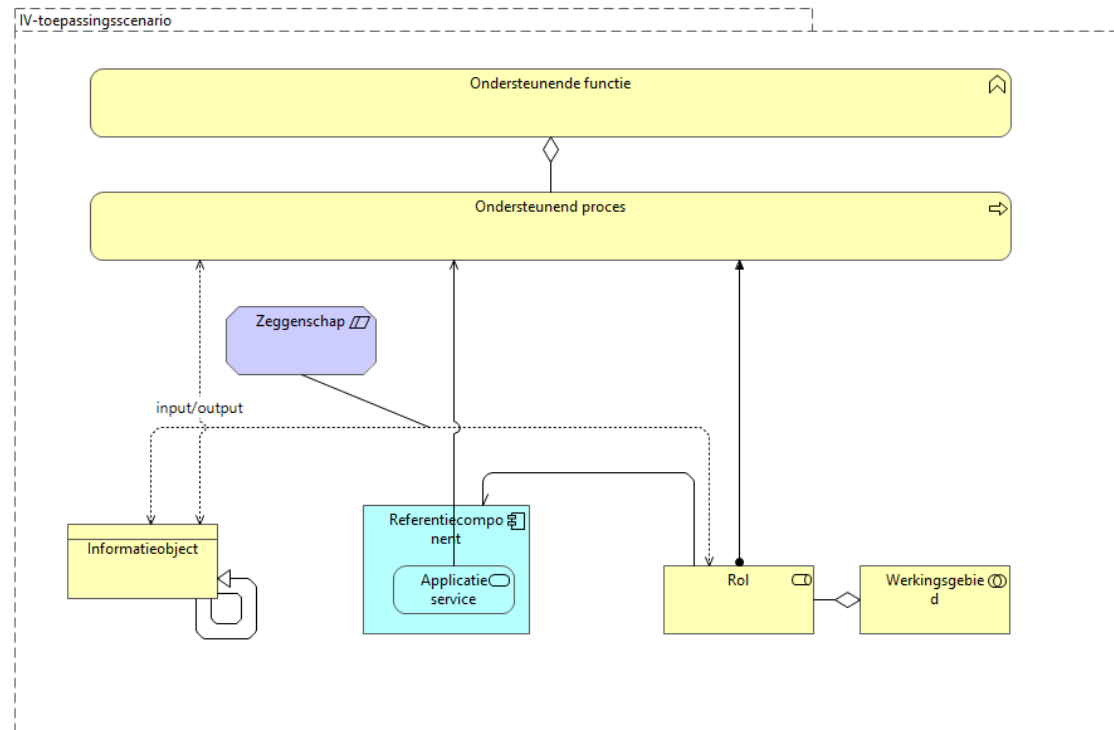 IV-toepassingsscenario
Ondersteunende functie
Ondersteunend proces
Zeggenschap
input/output
Informatieobject
Referentiecompo
nent
Applicatie
service
Rol
Werkingsgebie
d